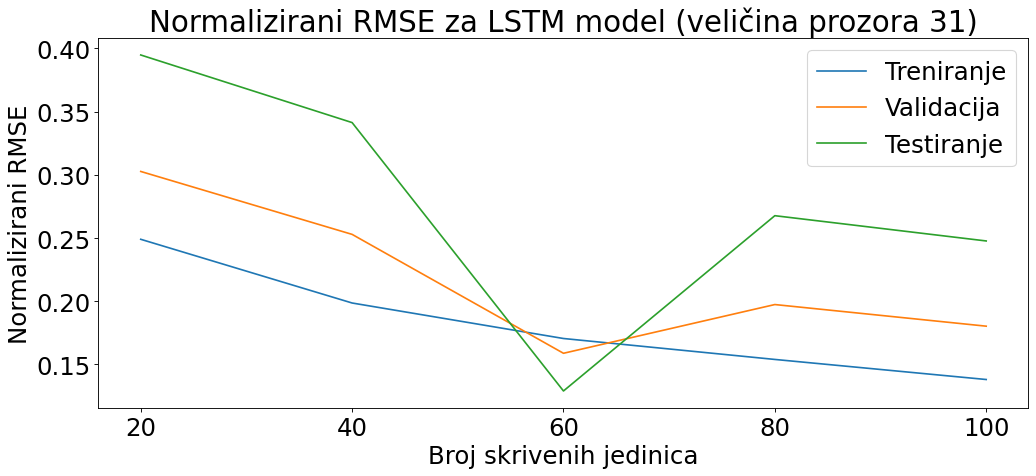 Normalizirani RMSE za LSTM model (veličina prozora 31)
Normalizirani RMSE
0.40
0.35
0.30
0.25
0.20
0.15
Treniranje
Validacija
Testiranje
20 40 60 80 100
Broj skrivenih jedinica